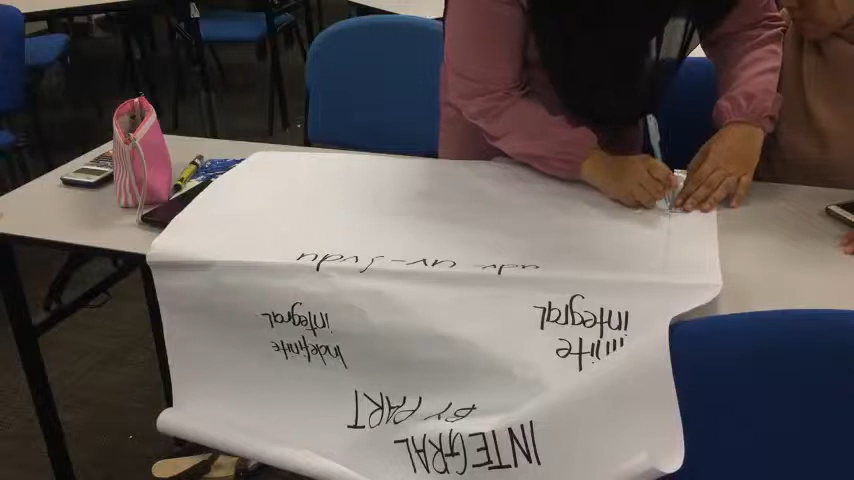 INTEGRAL
BY PART
integral
Indefinite
integral
udv uv - ∫vdu